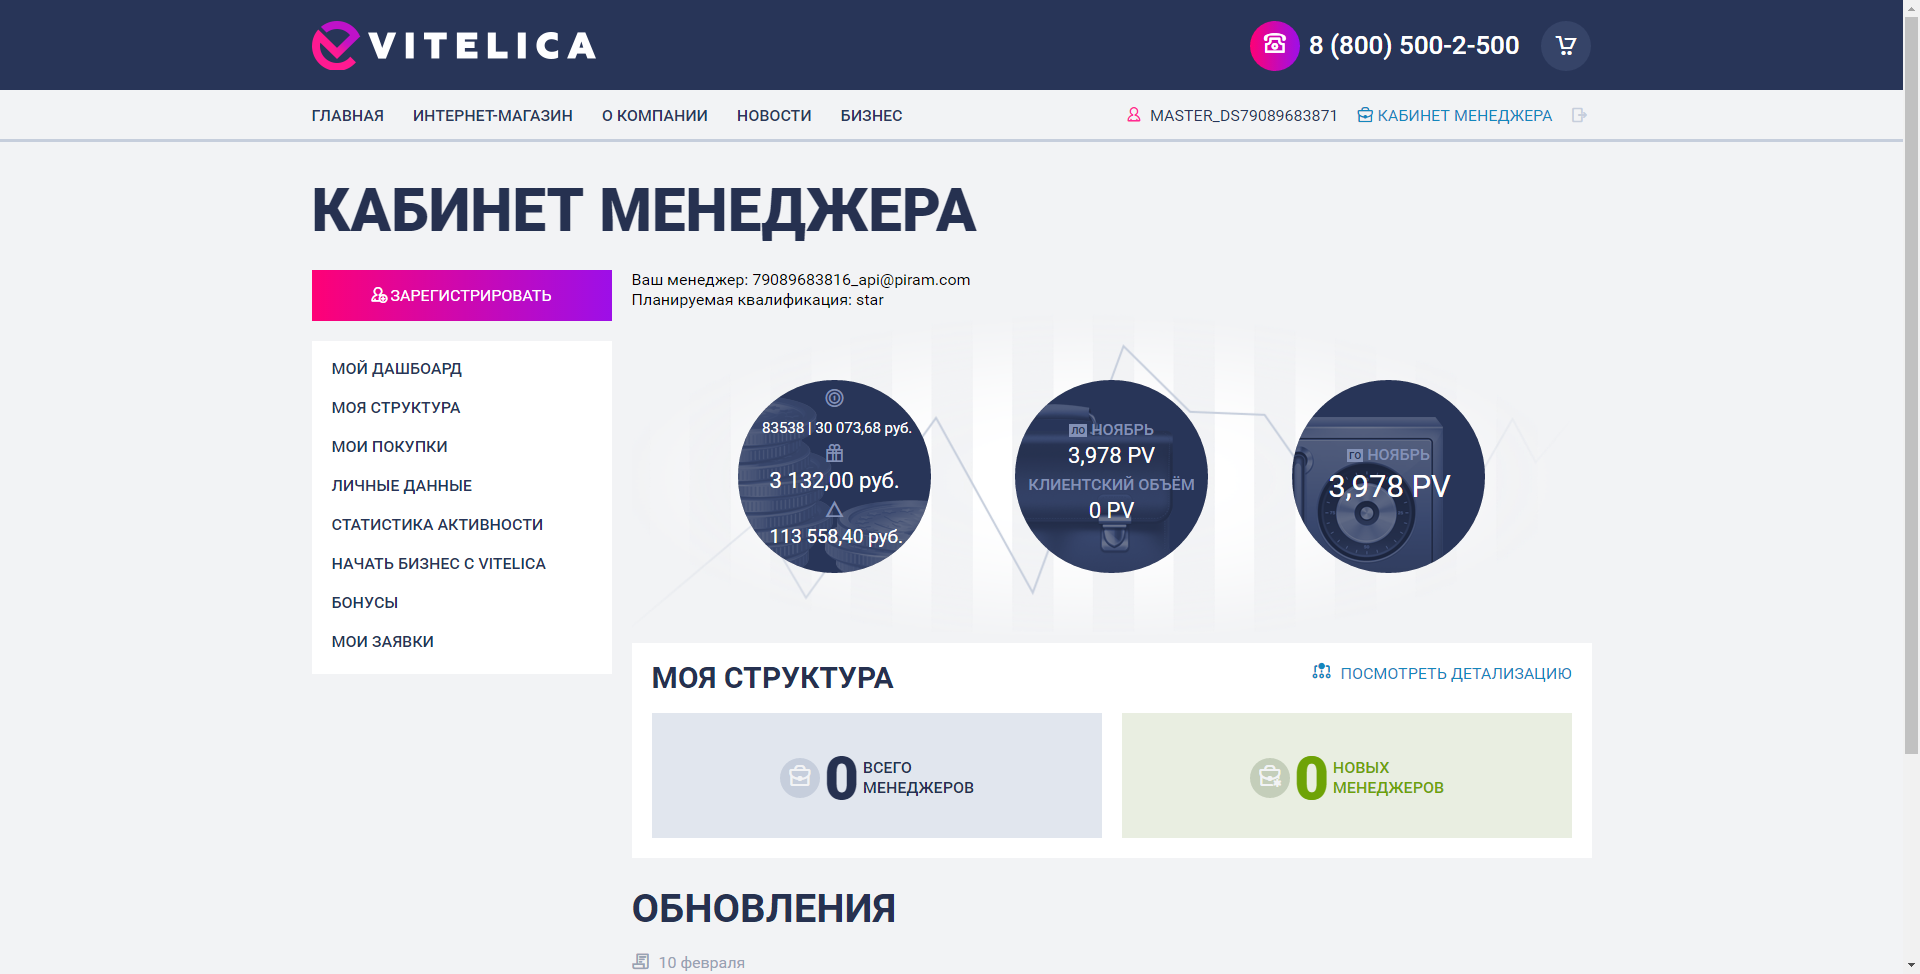 VITELICA
8 (800) 500-2-500
ГЛАВНАЯ ИНТЕРНЕТ-МАГАЗИН О КОМПАНИИ НОВОСТИ БИЗНЕС MASTER_DS79089683871 КАБИНЕТ МЕНЕДЖЕРА
КАБИНЕТ МЕНЕДЖЕРА
ЗАРЕГИСТРИРОВАТЬ
МОЙ ДАШБОАРД
МОЯ СТРУКТУРА
МОИ ПОКУПКИ
ЛИЧНЫЕ ДАННЫЕ
СТАТИСТИКА АКТИВНОСТИ
НАЧАТЬ БИЗНЕС С VITELICA
БОНУСЫ
МОИ ЗАЯВКИ
Ваш менеджер: 79089683816_api@piram.com
Планируемая квалификация: star
83538 | 30 073,68 руб.
3 132,00 руб.
113 558,40 руб.
ЛО НОЯБРЬ
3,978 PV
КЛИЕНТСКИЙ ОБЪЁМ
0 PV
ГО НОЯБРЬ
3,978 PV
МОЯ СТРУКТУРА
ПОСМОТРЕТЬ ДЕТАЛИЗАЦИЮ
0 ВСЕГО
МЕНЕДЖЕРОВ
0 НОВЫХ
МЕНЕДЖЕРОВ
ОБНОВЛЕНИЯ
10 февраля